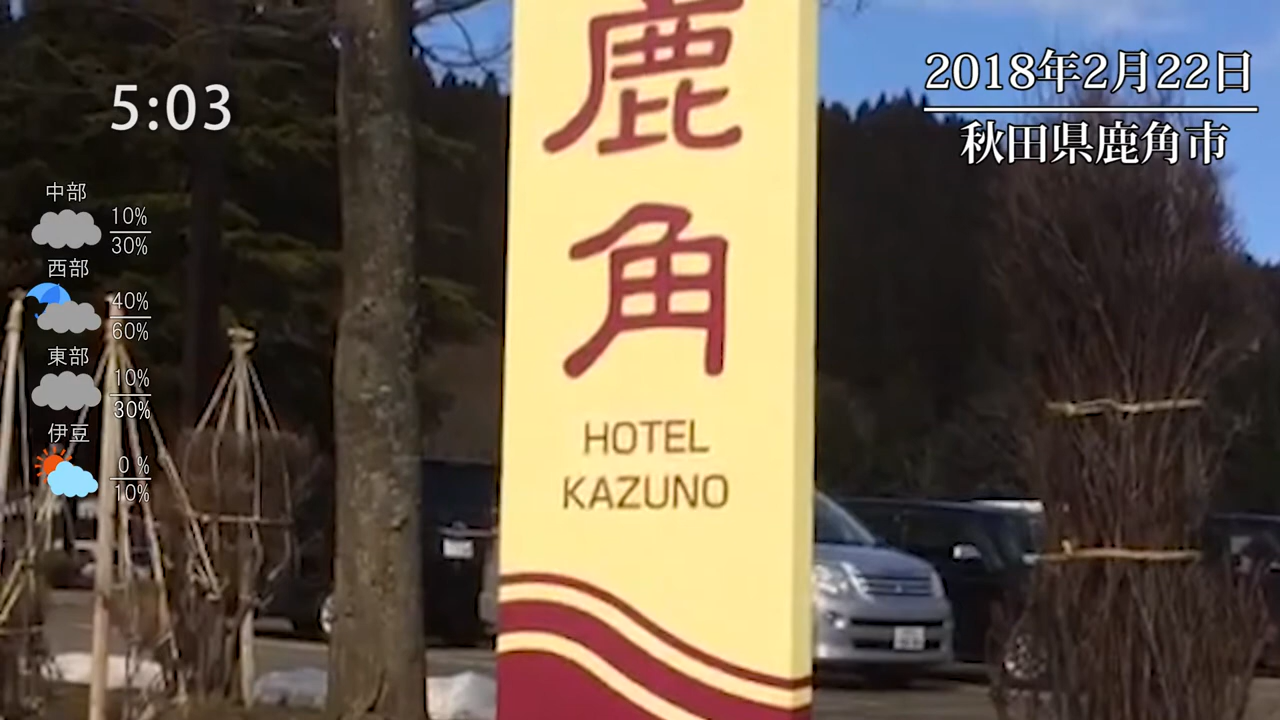 5:03
中部
10%
30%
西部
40%
60%
東部
10%
30%
伊豆
0%
10%
2018年2月22日
秋田県鹿角市
鹿
角
HOTEL
KAZUNO